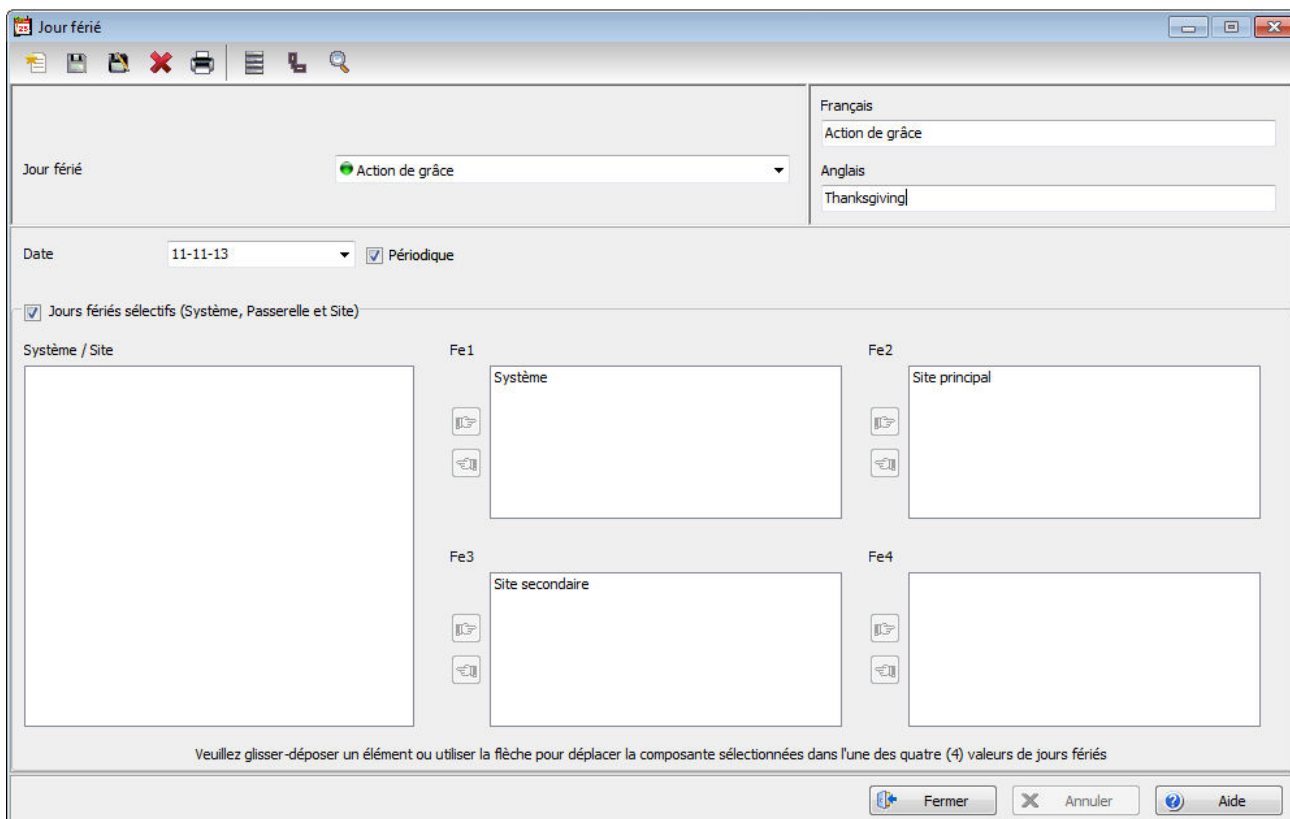 Jour férié
Français
Action de grâce
Jour férié
Action de grâce
Anglais
Thanksgiving
Date
11-11-13
Périodique
Jours fériés sélectifs (Système, Passerelle et Site)
Système / Site
Fe1
Fe2
Système
Site principal
Fe3
Fe4
Site secondaire
Veuillez glisser-déposer un élément ou utiliser la flèche pour déplacer la composante sélectionnées dans l'une des quatre (4) valeurs de jours fériés
Fermer
Annuler
Aide